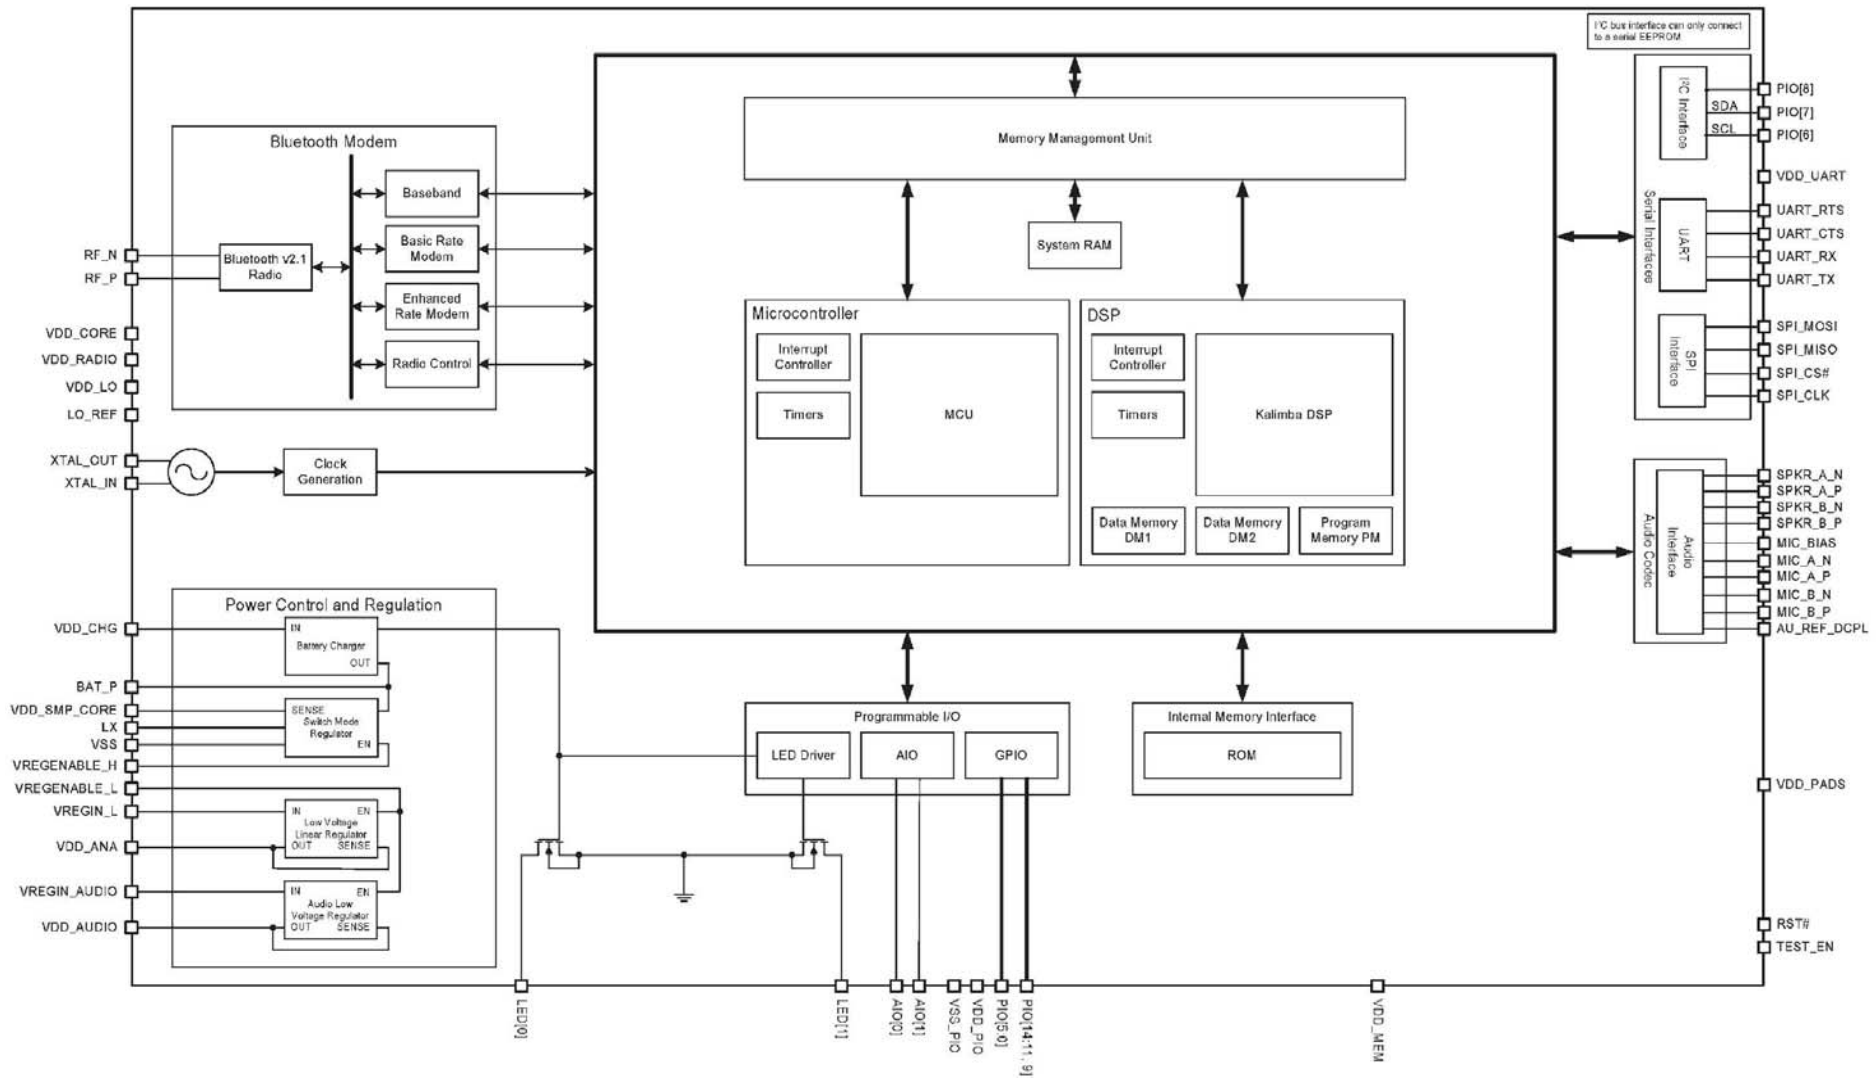 I²C bus interface can only connect
to a serial EEPROM
Bluetooth Modem
Bluetooth v2.1
Radio
Baseband
Basic Rate
Modem
Enhanced
Rate Modem
Radio Control
RF_N
RF_P
VDD_CORE
VDD_RADIO
VDD_LO
LO_REF
XTAL_OUT
XTAL_IN
Clock
Generation
Memory Management Unit
System RAM
Microcontroller
Interrupt
Controller
Timers
MCU
DSP
Interrupt
Controller
Timers
Kalimba DSP
Data Memory
DM1
Data Memory
DM2
Program
Memory PM
Serial Interfaces
I²C Interface
SDA
SCL
PIO[8]
PIO[7]
PIO[6]
VDD_UART
UART
UART_RTS
UART_CTS
UART_RX
UART_TX
SPI
Interface
SPI_MOSI
SPI_MISO
SPI_CS#
SPI_CLK
Audio Codec
Audio
Interface
SPKR_A_N
SPKR_A_P
SPKR_B_N
SPKR_B_P
MIC_BIAS
MIC_A_N
MIC_A_P
MIC_B_N
MIC_B_P
AU_REF_DCPL
Power Control and Regulation
VDD_CHG
IN
Battery Charger
OUT
BAT_P
VDD_SMP_CORE
LX
VSS
SENSE
Switch Mode
Regulator
EN
VREGENABLE_H
VREGENABLE_L
VREGIN_L
VDD_ANA
IN
EN
Low Voltage
Linear Regulator
OUT
SENSE
VREGIN_AUDIO
VDD_AUDIO
IN
EN
Audio Low
Voltage Regulator
OUT
SENSE
Programmable I/O
LED Driver
AIO
GPIO
Internal Memory Interface
ROM
VDD_PADS
RST#
TEST_EN
LED[0]
LED[1]
AIO[0]
AIO[1]
VSS_PIO
VDD_PIO
PIO[5:0]
PIO[14:11, 9]
VDD_MEM